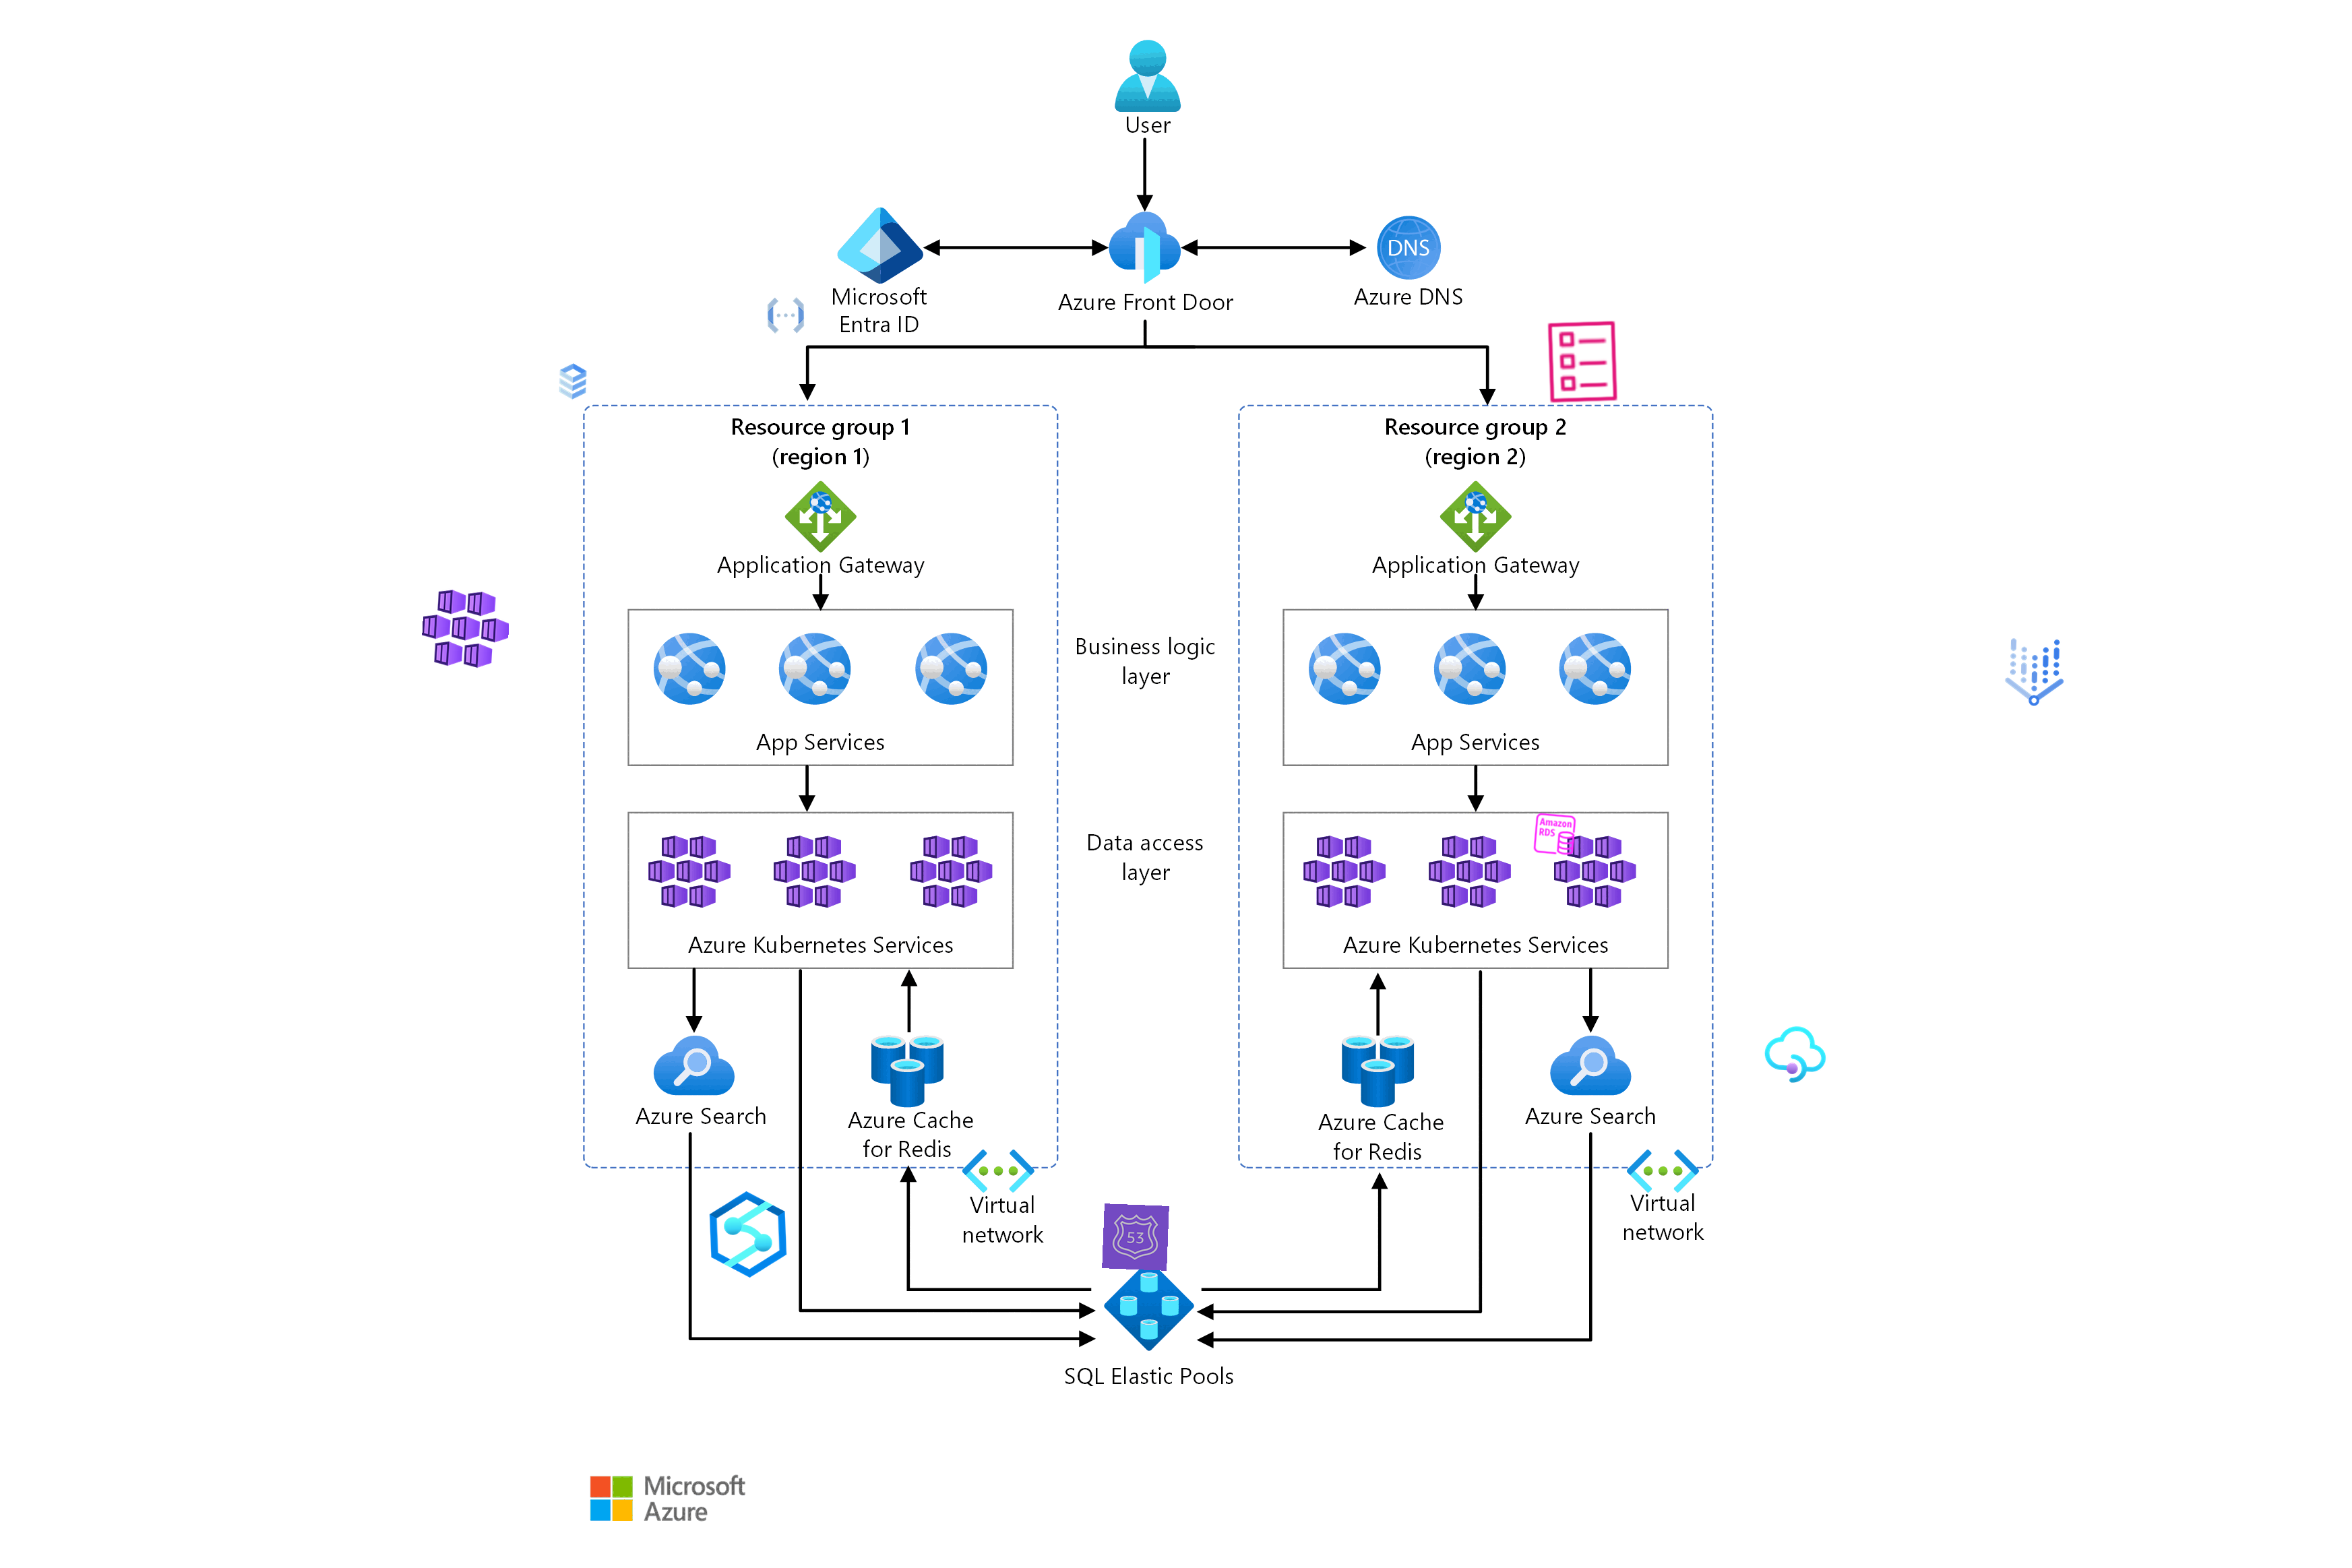 User
DNS
Microsoft
Entra ID
Azure Front Door
Azure DNS
Resource group 1
(region 1)
Resource group 2
(region 2)
Application Gateway
Application Gateway
Business logic
layer
App Services
App Services
Data access
layer
Amazon
RDS
Azure Kubernetes Services
Azure Kubernetes Services
Azure Search
Azure Cache
for Redis
Azure Cache
for Redis
Azure Search
Virtual
network
Virtual
network
53
SQL Elastic Pools
Microsoft
Azure